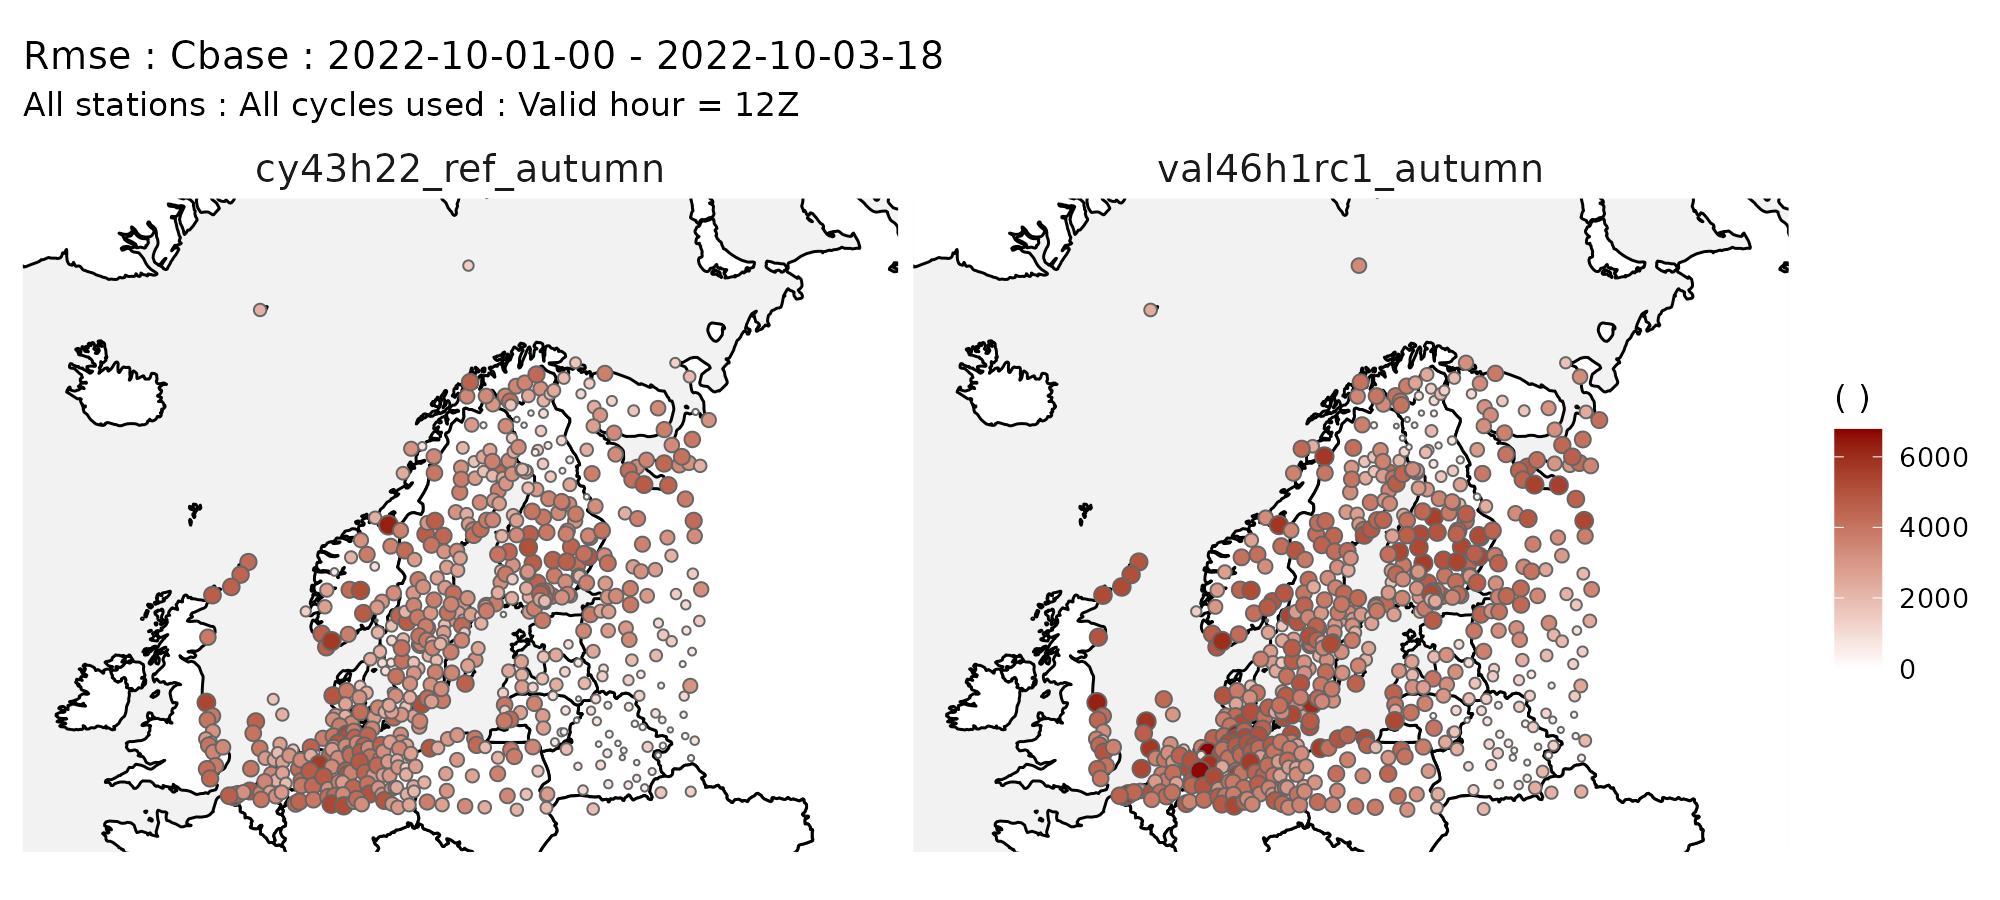 Rmse : Cbase : 2022-10-01-00 - 2022-10-03-18
All stations : All cycles used : Valid hour = 12Z
cy43h22_ref_autumn
val46h1rc1_autumn
( )
6000
4000
2000
0